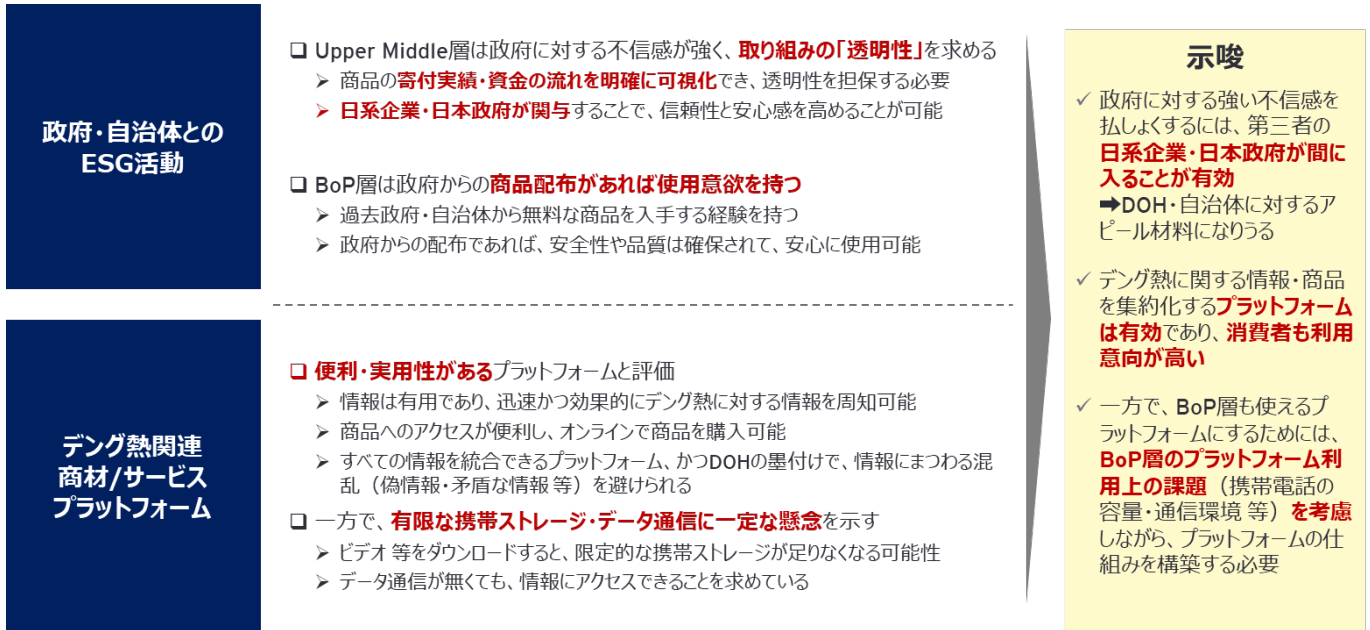 政府・自治体との
ESG活動
❑ Upper Middle層は政府に対する不信感が強く、取り組みの「透明性」を求める
➢ 商品の寄付実績・資金の流れを明確に可視化でき、透明性を担保する必要
➢ 日系企業・日本政府が関与することで、信頼性と安心感を高めることが可能
❑ BoP層は政府からの商品配布があれば使用意欲を持つ
➢ 過去政府・自治体から無料な商品を入手する経験を持つ
➢ 政府からの配布であれば、安全性や品質は確保されて、安心に使用可能
デング熱関連
商材/サービス
プラットフォーム
❑ 便利・実用性があるプラットフォームと評価
➢ 情報は有用であり、迅速かつ効果的にデング熱に対する情報を周知可能
➢ 商品へのアクセスが便利し、オンラインで商品を購入可能
➢ すべての情報を統合できるプラットフォーム、かつDOHの墨付けで、情報にまつわる混
乱（偽情報・矛盾な情報 等）を避けられる
❑ 一方で、有限な携帯ストレージ・データ通信に一定な懸念を示す
➢ ビデオ 等をダウンロードすると、限定的な携帯ストレージが足りなくなる可能性
➢ データ通信が無くても、情報にアクセスできることを求めている
示唆
✓ 政府に対する強い不信感を
払しょくするには、第三者の
日系企業・日本政府が間に
入ることが有効
➡DOH・自治体に対するア
ピール材料になりうる
✓ デング熱に関する情報・商品
を集約化するプラットフォーム
は有効であり、消費者も利用
意向が高い
✓ 一方で、BoP層も使えるプ
ラットフォームにするためには、
BoP層のプラットフォーム利
用上の課題（携帯電話の
容量・通信環境 等）を考慮
しながら、プラットフォームの仕
組みを構築する必要